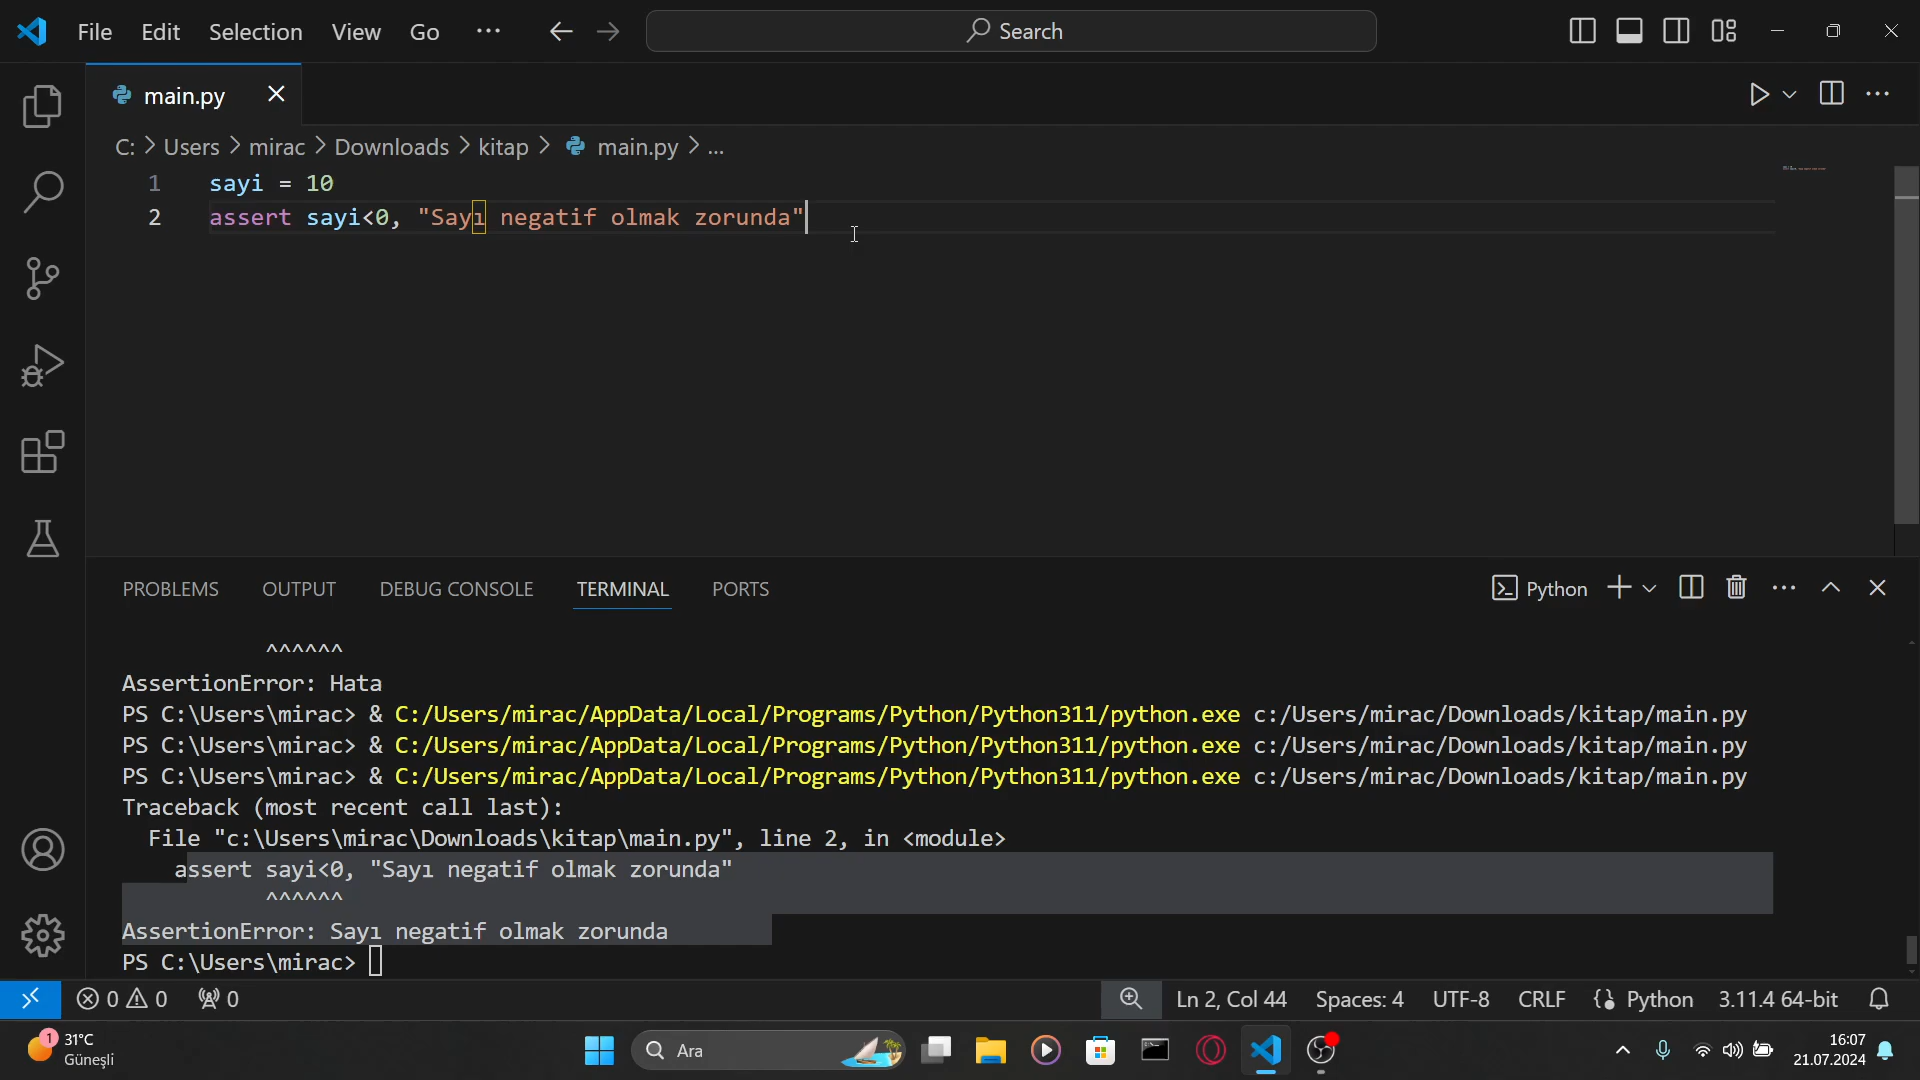 File Edit Selection View Go ... Search
main.py
C: > Users > mirac > Downloads > kitap > main.py > ...
1 sayi = 10
2 assert sayi<0, "Sayı negatif olmak zorunda"
PROBLEMS OUTPUT DEBUG CONSOLE TERMINAL PORTS Python
^^^^^^
AssertionError: Hata
PS C:\Users\mirac> & C:/Users/mirac/AppData/Local/Programs/Python/Python311/python.exe c:/Users/mirac/Downloads/kitap/main.py
PS C:\Users\mirac> & C:/Users/mirac/AppData/Local/Programs/Python/Python311/python.exe c:/Users/mirac/Downloads/kitap/main.py
PS C:\Users\mirac> & C:/Users/mirac/AppData/Local/Programs/Python/Python311/python.exe c:/Users/mirac/Downloads/kitap/main.py
Traceback (most recent call last):
File "c:\Users\mirac\Downloads\kitap\main.py", line 2, in <module>
assert sayi<0, "Sayı negatif olmak zorunda"
^^^^^^
AssertionError: Sayı negatif olmak zorunda
PS C:\Users\mirac>
0 0 0 Ln 2, Col 44 Spaces: 4 UTF-8 CRLF Python 3.11.4 64-bit
1 31°C
Güneşli
Ara
16:07
21.07.2024